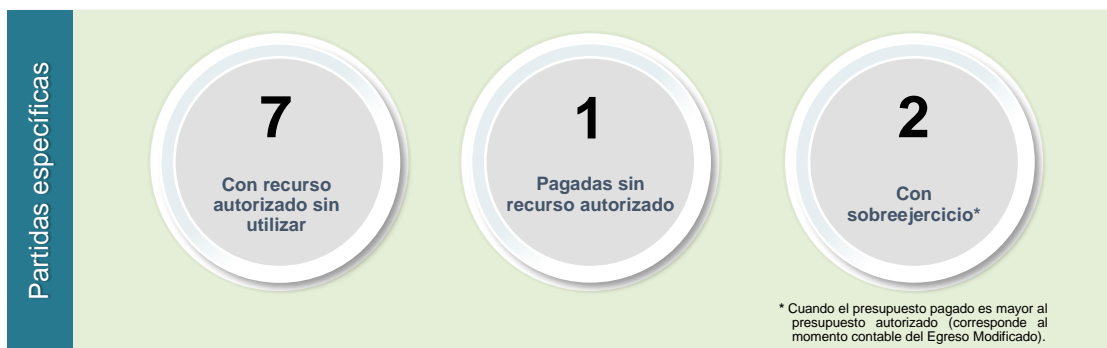 Partidas específicas
7
Con recurso
autorizado sin
utilizar
1
Pagadas sin
recurso autorizado
2
Con
sobreejercicio*
* Cuando el presupuesto pagado es mayor al
presupuesto autorizado (corresponde al
momento contable del Egreso Modificado).